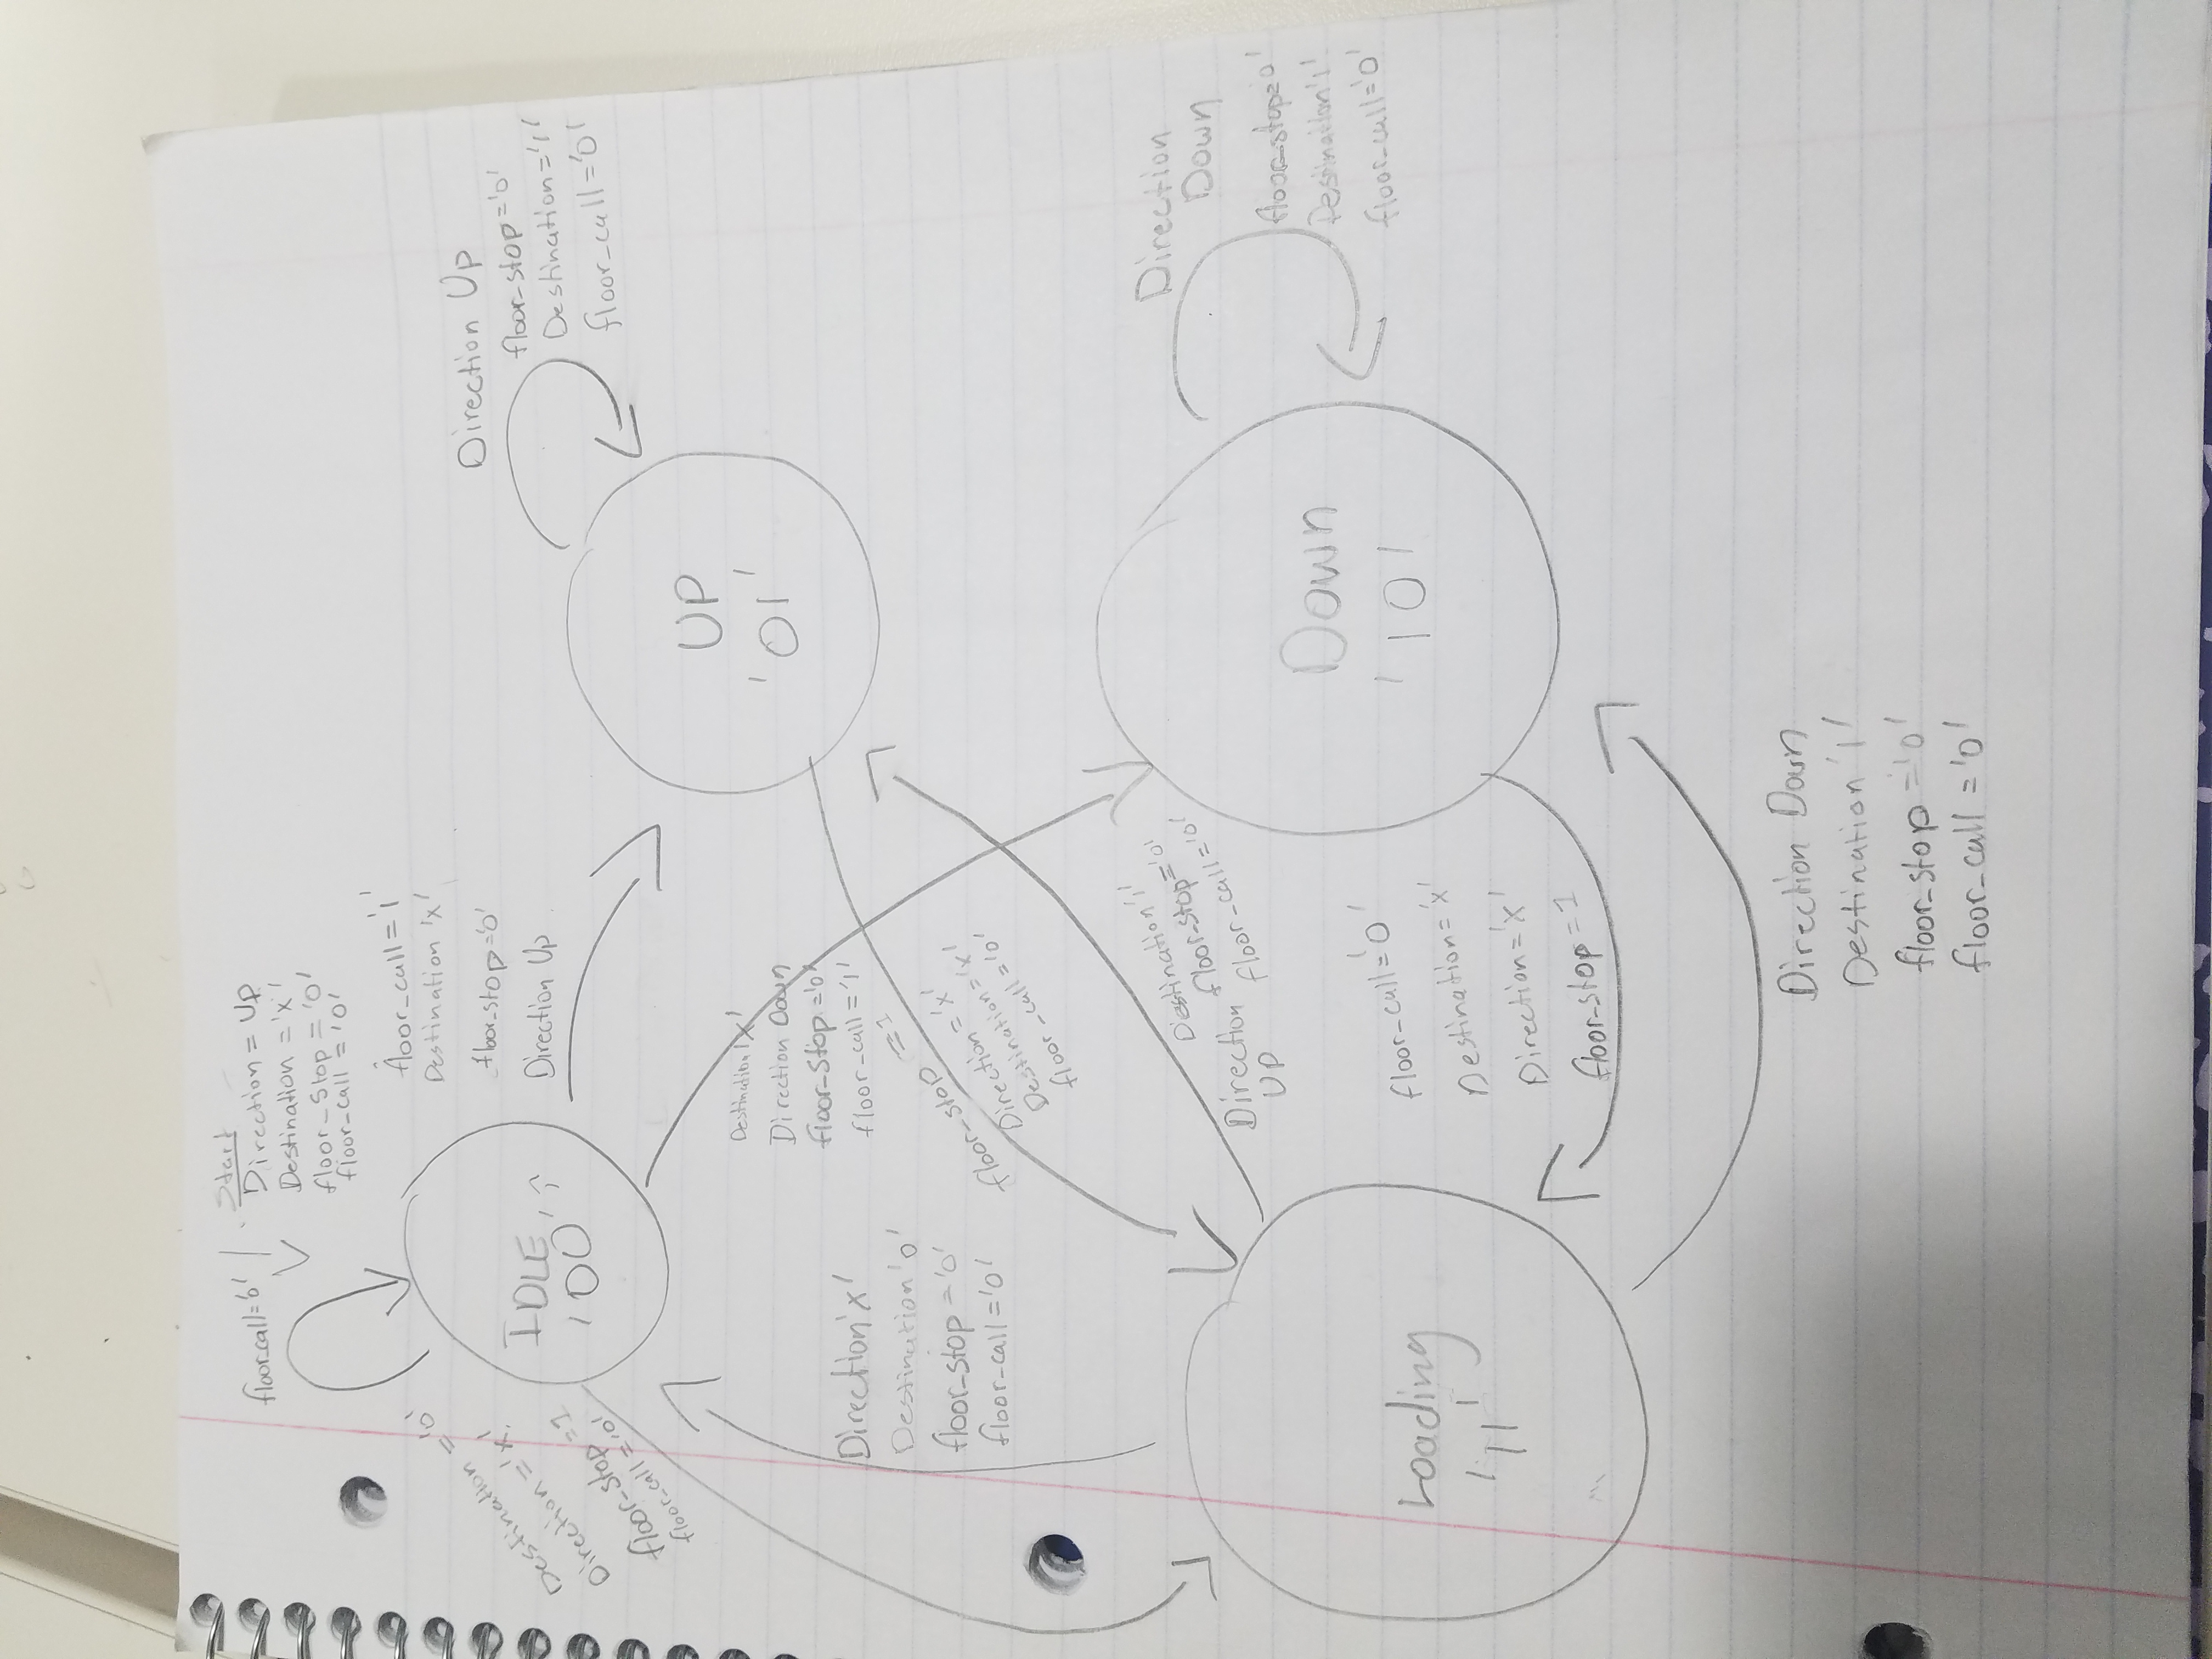 floor_call='0'
Start
Direction = Up
Destination = 'x'
floor_Stop = '0'
floor_call = '0'
floor_call='1'
Destination 'x'
floor_stop='0'
Direction Up
Destination = '0'
Direction = 'x'
floor_stop = 1
floor_call = '0'
IDLE
'00'
Direction Up
floor_stop='0'
Destination='1'
floor_call='0'
UP
'01'
Destination 'x'
Direction Down
floor_Stop='0'
floor_call='1'
Direction 'x'
Destination '0'
floor_stop='0'
floor_call='0'
floor_stop = 1
Direction='x'
Destination='x'
floor_call='0'
Destination '1'
floor_stop='0'
floor_call='0'
Direction
UP
Direction
Down
floor_stop='0'
Destination '1'
floor_call='0'
Down
'10'
Loading
'11'
floor_call='0'
Destination='x'
Direction='x'
floor_stop=1
Direction Down
Destination '1'
floor_stop='0'
floor_call='0'